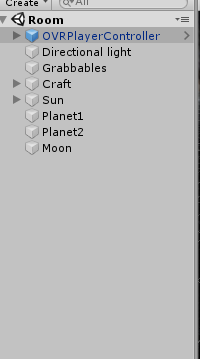 Create All
Room
OVRPlayerController
Directional light
Grabbables
Craft
Sun
Planet1
Planet2
Moon